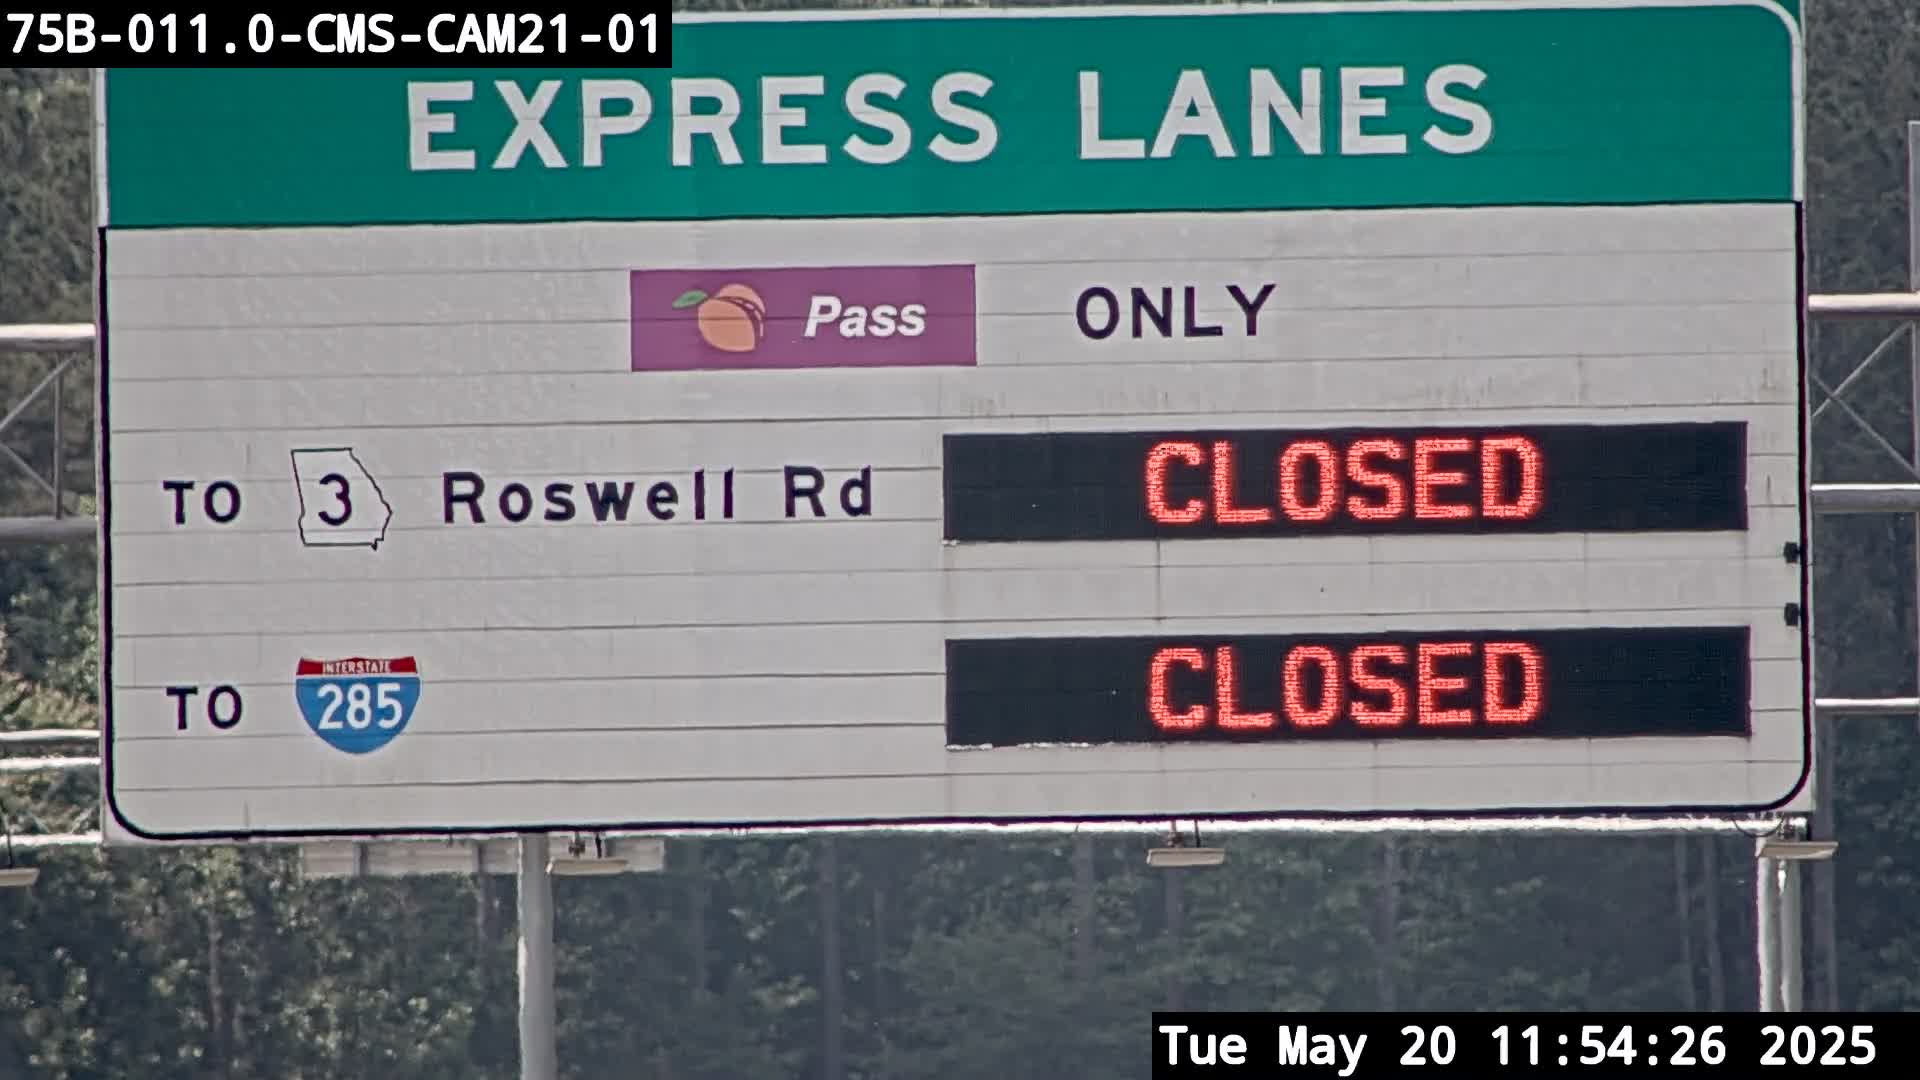 75B-011.0-CMS-CAM21-01
EXPRESS LANES
Pass ONLY
TO 3 Roswell Rd CLOSED
INTERSTATE
TO 285 CLOSED
Tue May 20 11:54:26 2025